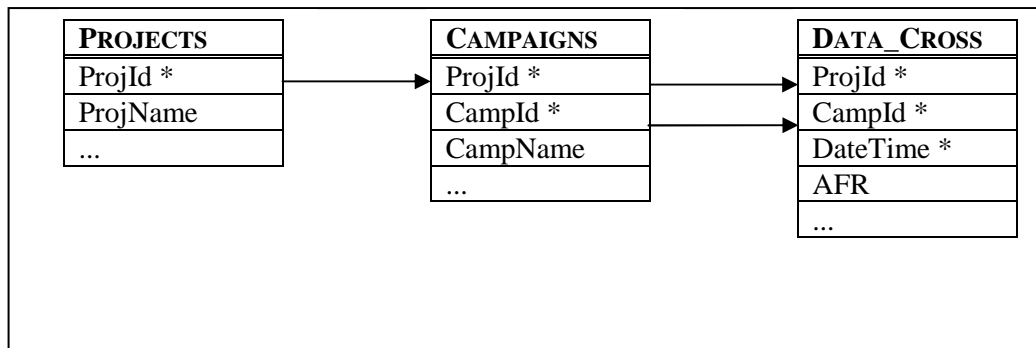 PROJECTS
ProjId *
ProjName
...
CAMPAIGNS
ProjId *
CampId *
CampName
...
DATA_CROSS
ProjId *
CampId *
DateTime *
AFR
...